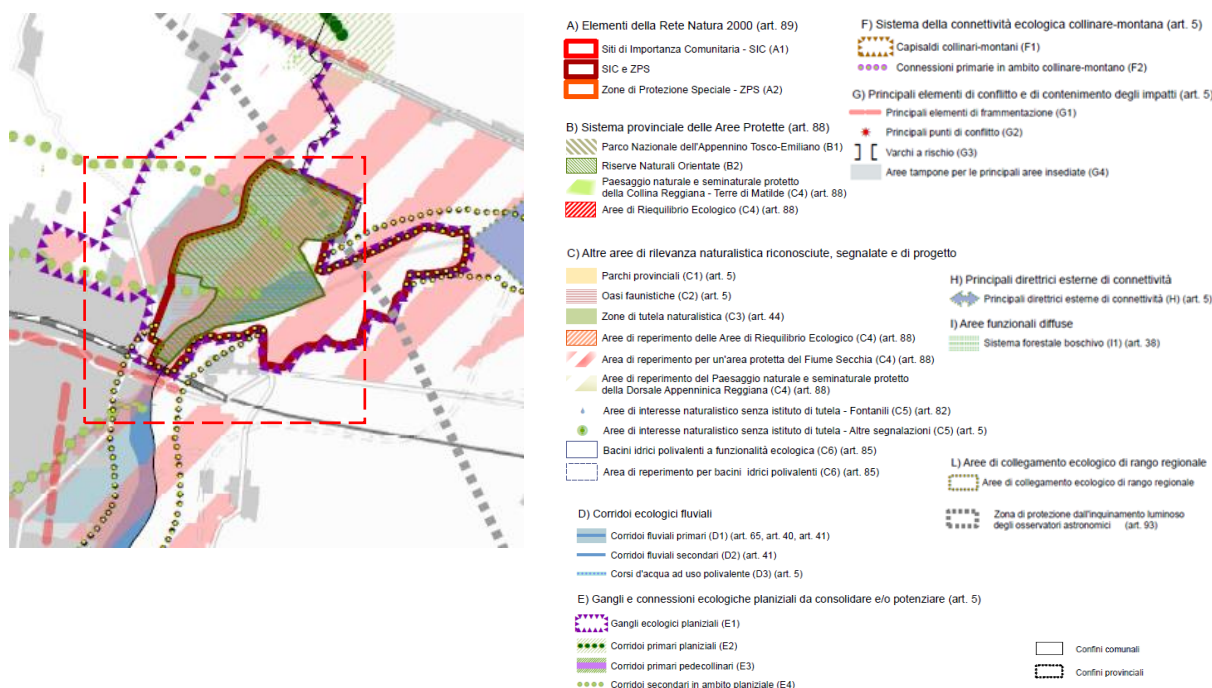 A) Elementi della Rete Natura 2000 (art. 89)
Siti di Importanza Comunitaria - SIC (A1)
SIC e ZPS
Zone di Protezione Speciale - ZPS (A2)
B) Sistema provinciale delle Aree Protette (art. 88)
Parco Nazionale dell'Appennino Tosco-Emiliano (B1)
Riserve Naturali Orientate (B2)
Paesaggio naturale e seminaturale protetto
della Collina Reggiana - Terre di Matilde (C4) (art. 88)
Aree di Riequilibrio Ecologico (C4) (art. 88)
C) Altre aree di rilevanza naturalistica riconosciute, segnalate e di progetto
Parchi provinciali (C1) (art. 5)
Oasi faunistiche (C2) (art. 5)
Zone di tutela naturalistica (C3) (art. 44)
Area di reperimento delle Aree di Riequilibrio Ecologico (C4) (art. 88)
Area di reperimento per un'area protetta del Fiume Secchia (C4) (art. 88)
Aree di reperimento del Paesaggio naturale e seminaturale protetto
della Dorsale Appenninica Reggiana (C4) (art. 88)
Aree di interesse naturalistico senza istituto di tutela - Fontanili (C5) (art. 82)
Aree di interesse naturalistico senza istituto di tutela - Altre segnalazioni (C5) (art. 5)
Bacini idrici polivalenti a funzionalità ecologica (C6) (art. 85)
Area di reperimento per bacini idrici polivalenti (C6) (art. 85)
D) Corridoi ecologici fluviali
Corridoi fluviali primari (D1) (art. 65, art. 40, art. 41)
Corridoi fluviali secondari (D2) (art. 41)
Corsi d'acqua ad uso polivalente (D3) (art. 5)
E) Gangli e connessioni ecologiche planiziali da consolidare e/o potenziare (art. 5)
Gangli ecologici planiziali (E1)
Corridoi primari planiziali (E2)
Corridoi primari pedecollinari (E3)
Corridoi secondari in ambito planiziale (E4)
F) Sistema della connettività ecologica collinare-montana (art. 5)
Capisaldi collinari-montani (F1)
Connessioni primarie in ambito collinare-montano (F2)
G) Principali elementi di conflitto e di contenimento degli impatti (art. 5)
Principali elementi di frammentazione (G1)
Principali punti di conflitto (G2)
Varchi a rischio (G3)
Aree tampone per le principali aree insediate (G4)
H) Principali direttrici esterne di connettività
Principali direttrici esterne di connettività (H) (art. 5)
I) Aree funzionali diffuse
Sistema forestale boschivo (I1) (art. 38)
L) Aree di collegamento ecologico di rango regionale
Aree di collegamento ecologico di rango regionale
Zona di protezione dall'inquinamento luminoso
degli osservatori astronomici (art. 93)
Confini comunali
Confini provinciali